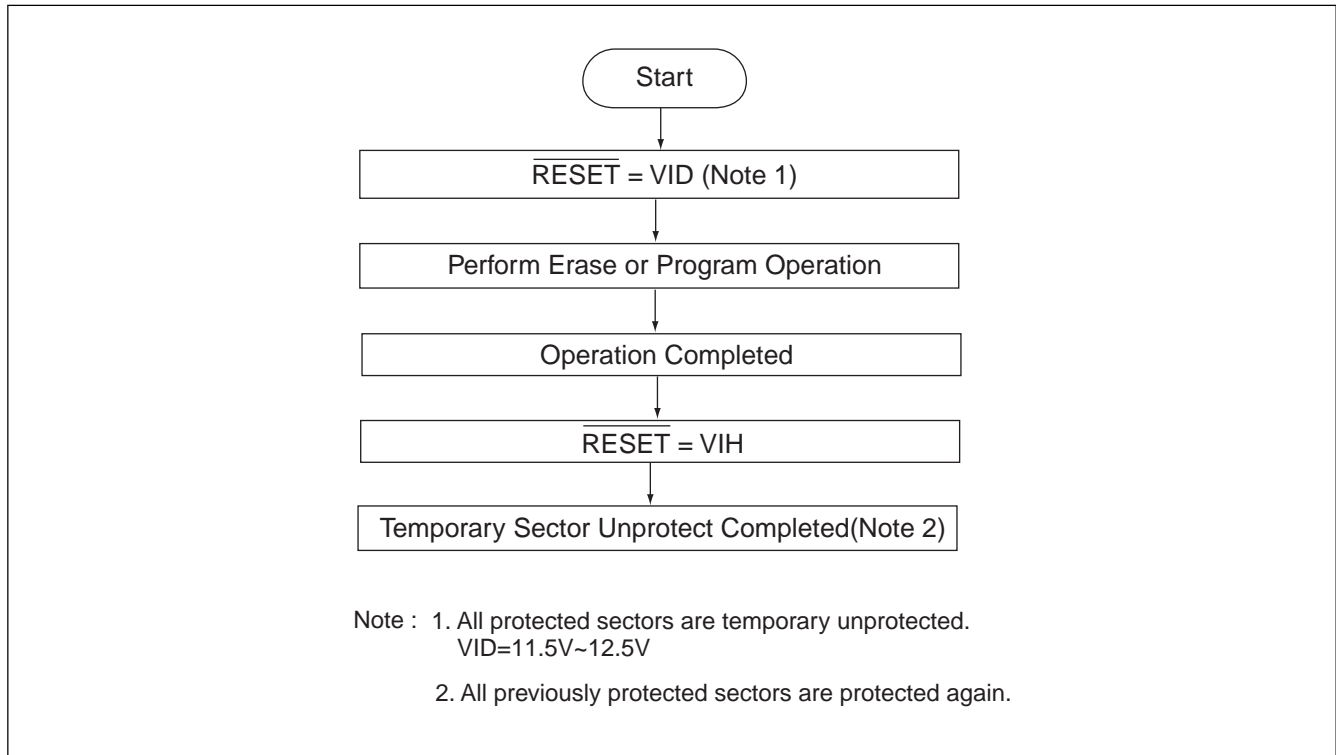 Start
RESET = VID (Note 1)
Perform Erase or Program Operation
Operation Completed
RESET = VIH
Temporary Sector Unprotect Completed(Note 2)
Note : 1. All protected sectors are temporary unprotected.
VID=11.5V~12.5V
2. All previously protected sectors are protected again.